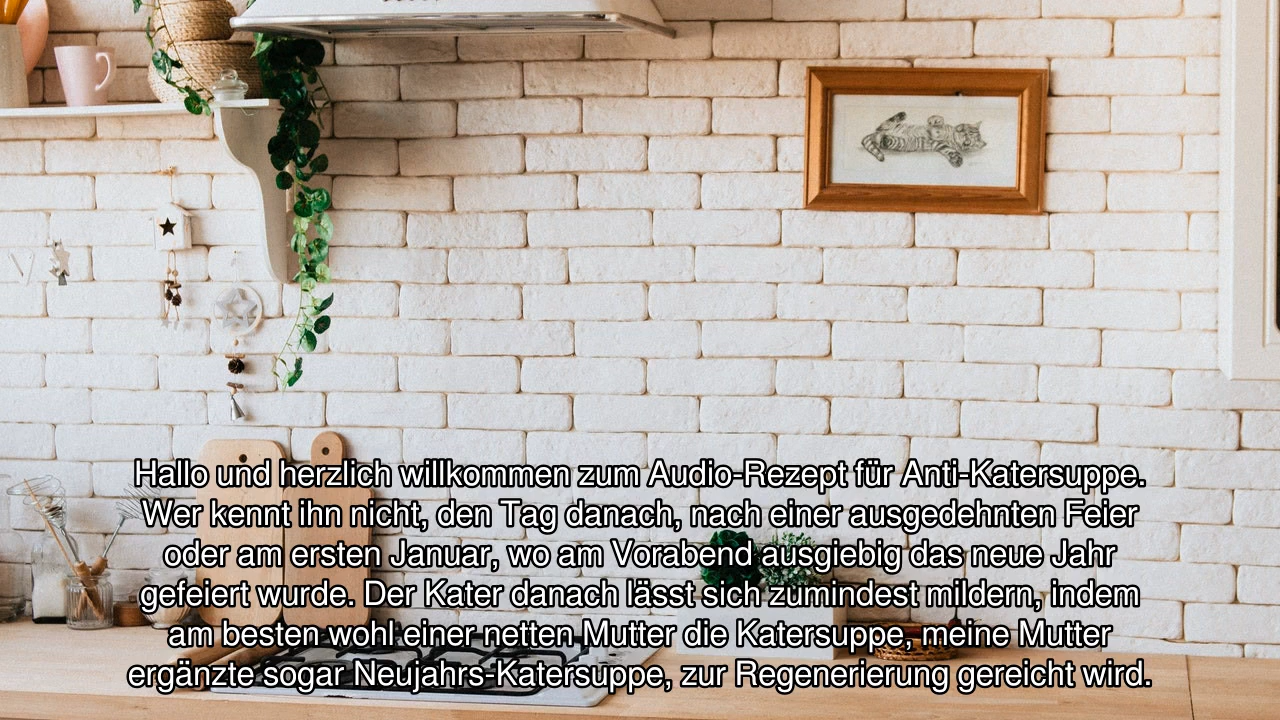 Hallo und herzlich willkommen zum Audio-Rezept für Anti-Katersuppe.
Wer kennt ihn nicht, den Tag danach, nach einer ausgedehnten Feier
oder am ersten Januar, wo am Vorabend ausgiebig das neue Jahr
gefeiert wurde. Der Kater danach lässt sich zumindest mildern, indem
am besten wohl einer netten Mutter die Katersuppe, meine Mutter
ergänzte sogar Neujahrs-Katersuppe, zur Regenerierung gereicht wird.